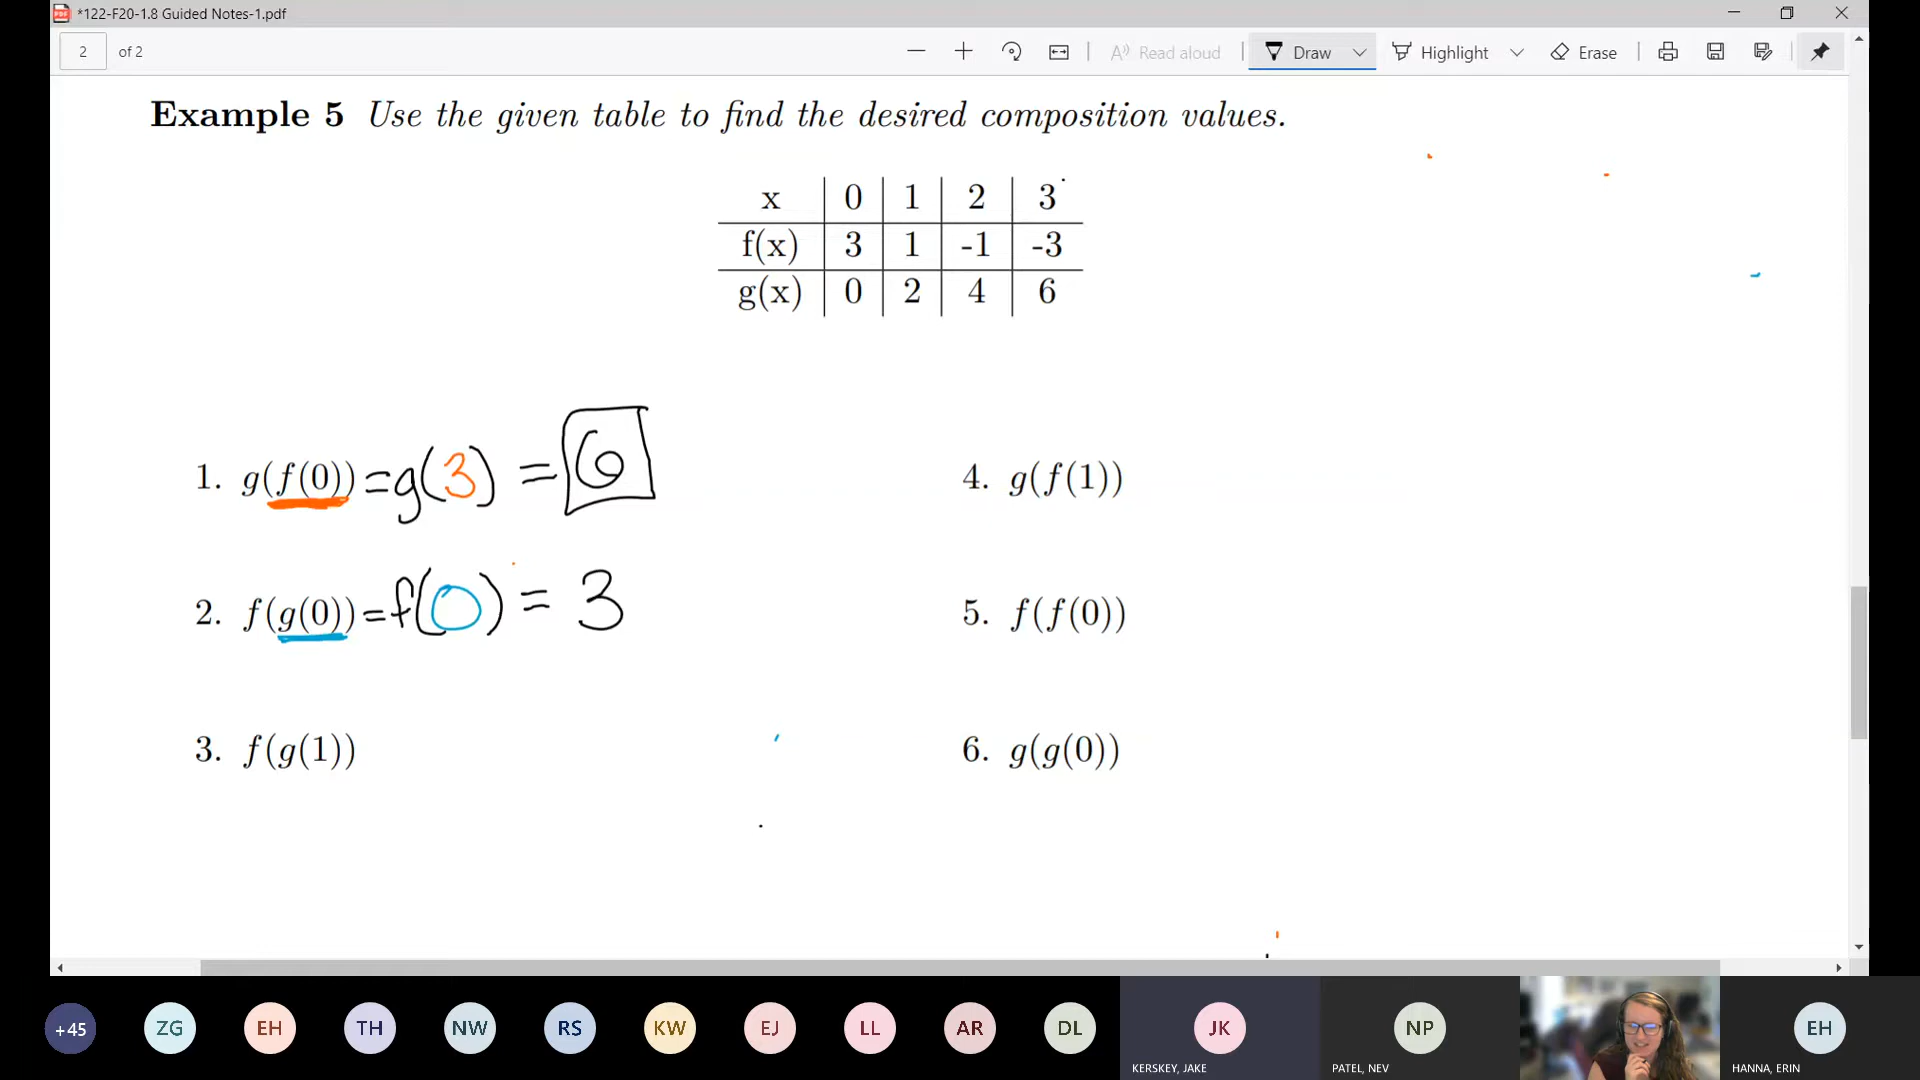 *122-F20-1.8 Guided Notes-1.pdf
2 of 2 Read aloud Draw Highlight Erase
Example 5 Use the given table to find the desired composition values.
x 0 1 2 3
f(x) 3 1 -1 -3
g(x) 0 2 4 6
1. g(f(0)) = g(3) = 6
2. f(g(0)) = f(0) = 3
3. f(g(1))
4. g(f(1))
5. f(f(0))
6. g(g(0))
+45 ZG EH TH NW RS KW EJ LL AR DL JK NP EH
KERSKEY, JAKE PATEL, NEV HANNA, ERIN